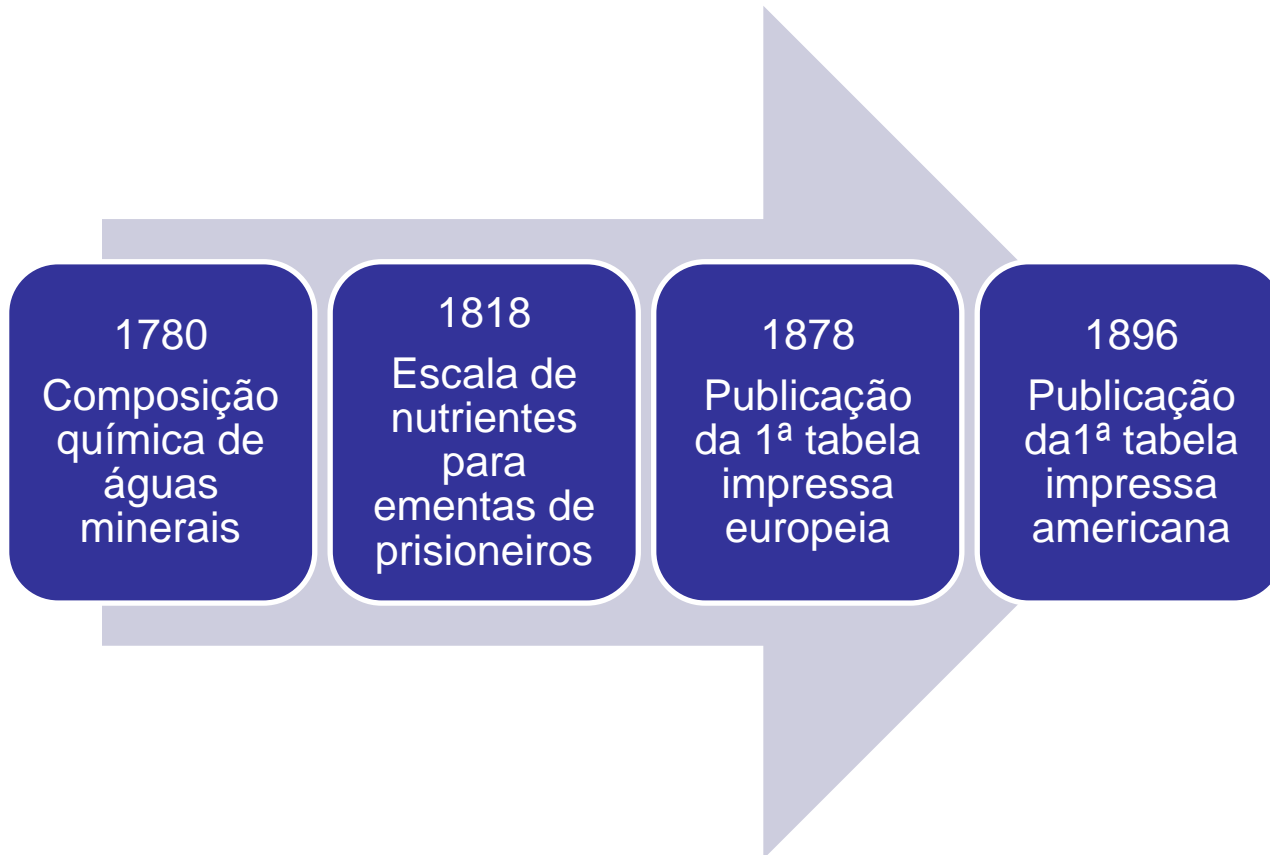 1780
Composição
química de
águas
minerais
1818
Escala de
nutrientes
para
ementas de
prisioneiros
1878
Publicação
da 1ª tabela
impressa
europeia
1896
Publicação
da1ª tabela
impressa
americana